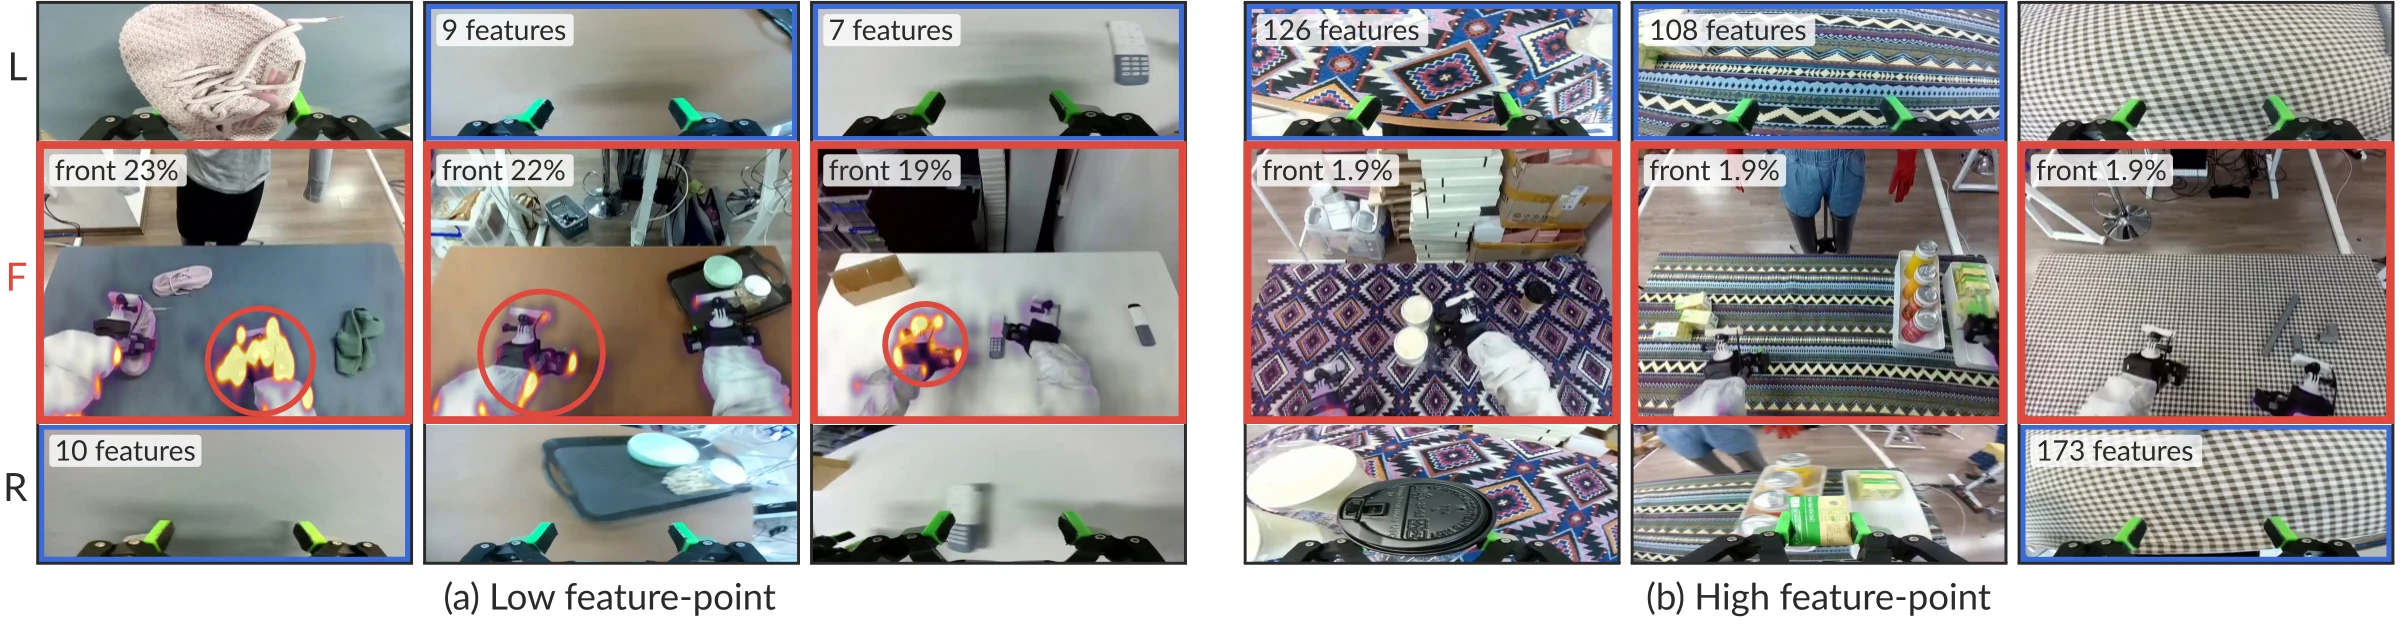 L
9 features
7 features
126 features
108 features
F
front 23%
front 22%
front 19%
front 1.9%
front 1.9%
front 1.9%
R
10 features
173 features
(a) Low feature-point
(b) High feature-point